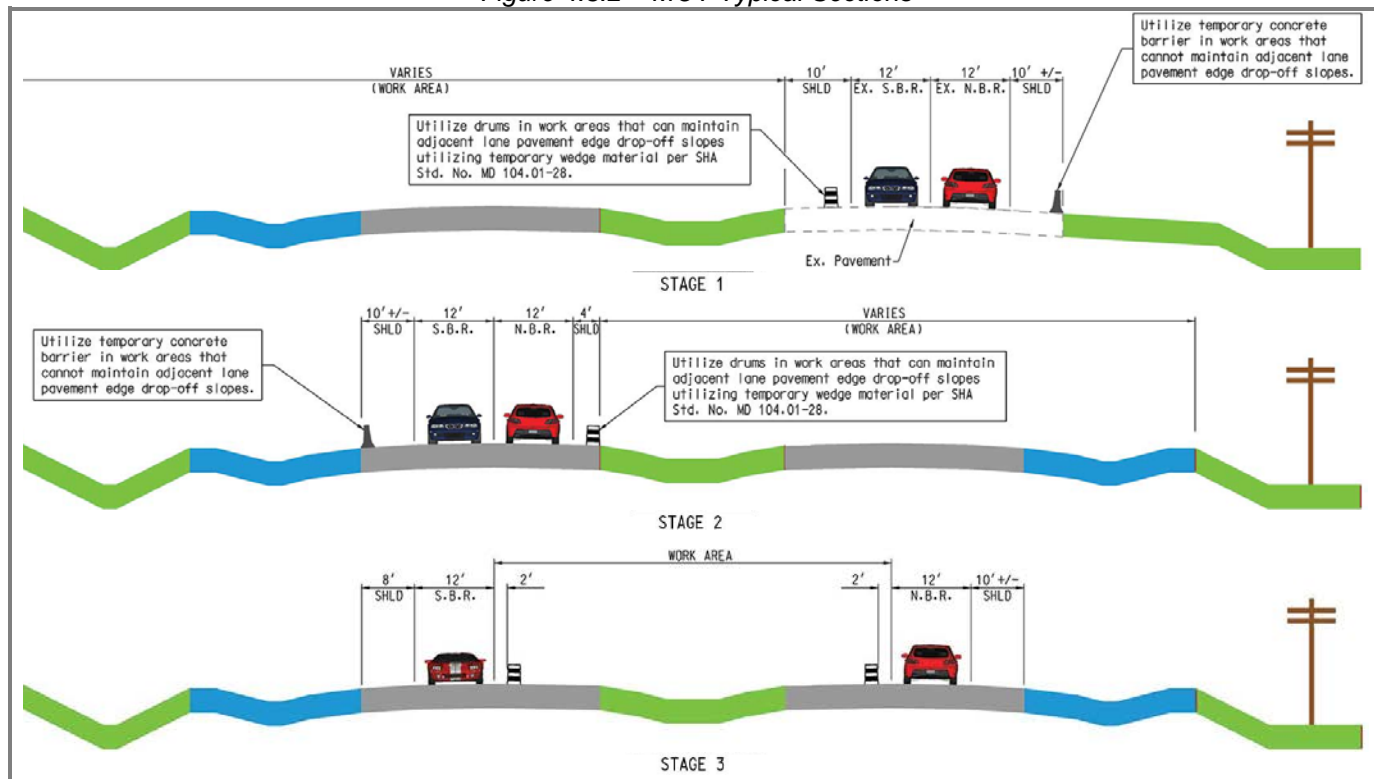 VARIES
(WORK AREA)
10'
SHLD
12'
EX. S.B.R.
12'
EX. N.B.R.
10' +/-
SHLD
Utilize temporary concrete
barrier in work areas that
cannot maintain adjacent lane
pavement edge drop-off slopes.
Utilize drums in work areas that can maintain
adjacent lane pavement edge drop-off slopes
utilizing temporary wedge material per SHA
Std. No. MD 104.01-28.
Ex. Pavement
STAGE 1
10' +/-
SHLD
12'
S.B.R.
12'
N.B.R.
4'
SHLD
VARIES
(WORK AREA)
Utilize temporary concrete
barrier in work areas that
cannot maintain adjacent lane
pavement edge drop-off slopes.
Utilize drums in work areas that can maintain
adjacent lane pavement edge drop-off slopes
utilizing temporary wedge material per SHA
Std. No. MD 104.01-28.
STAGE 2
WORK AREA
8'
SHLD
12'
S.B.R.
2'
2'
12'
N.B.R.
10' +/-
SHLD
STAGE 3